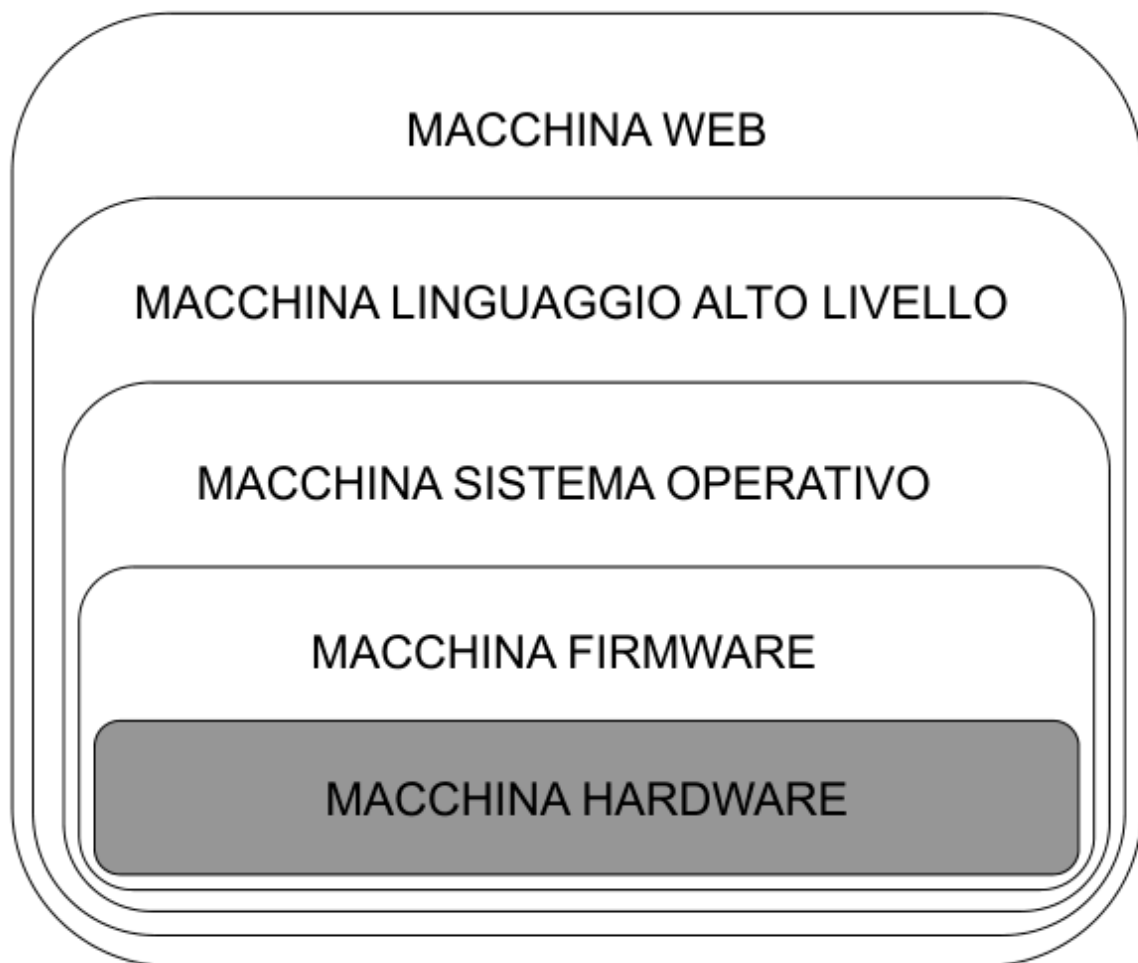 MACCHINA WEB
MACCHINA LINGUAGGIO ALTO LIVELLO
MACCHINA SISTEMA OPERATIVO
MACCHINA FIRMWARE
MACCHINA HARDWARE